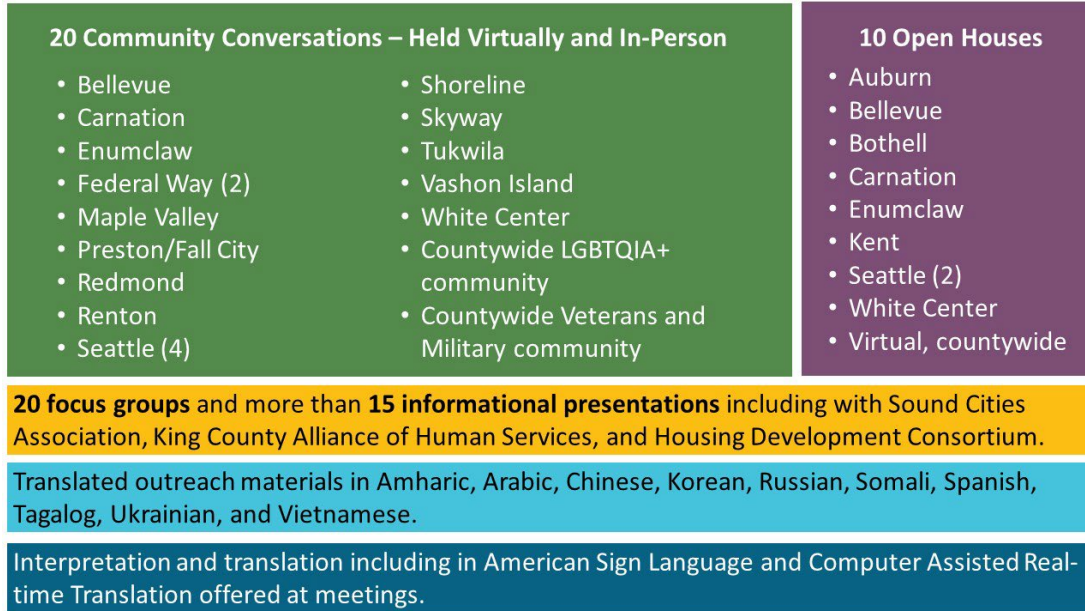 20 Community Conversations – Held Virtually and In-Person
• Bellevue
• Carnation
• Enumclaw
• Federal Way (2)
• Maple Valley
• Preston/Fall City
• Redmond
• Renton
• Seattle (4)
• Shoreline
• Skyway
• Tukwila
• Vashon Island
• White Center
• Countywide LGBTQIA+
community
• Countywide Veterans and
Military community
10 Open Houses
• Auburn
• Bellevue
• Bothell
• Carnation
• Enumclaw
• Kent
• Seattle (2)
• White Center
• Virtual, countywide
20 focus groups and more than 15 informational presentations including with Sound Cities
Association, King County Alliance of Human Services, and Housing Development Consortium.
Translated outreach materials in Amharic, Arabic, Chinese, Korean, Russian, Somali, Spanish,
Tagalog, Ukrainian, and Vietnamese.
Interpretation and translation including in American Sign Language and Computer Assisted Real-
time Translation offered at meetings.